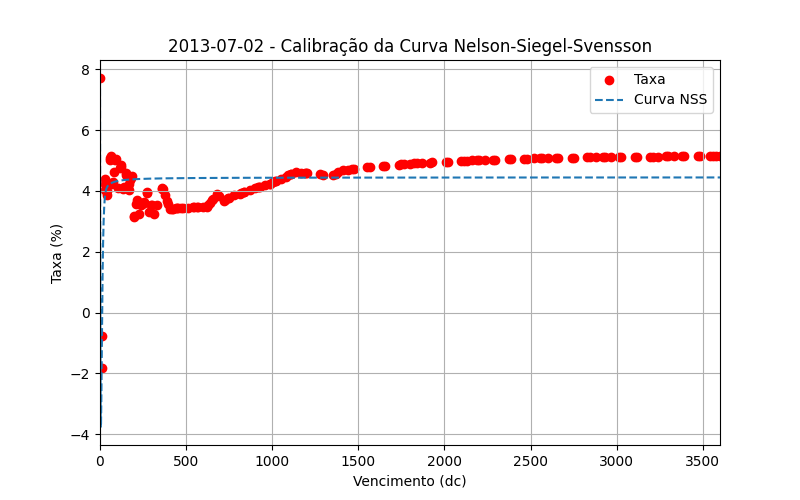 2013-07-02 - Calibração da Curva Nelson-Siegel-Svensson
Taxa
Curva NSS
8
6
4
2
0
−2
−4
Taxa (%)
0 500 1000 1500 2000 2500 3000 3500
Vencimento (dc)